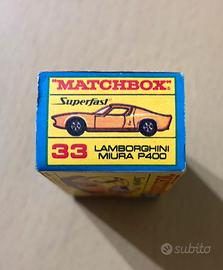 "MATCHBOX"
Superfast
33 LAMBORGHINI
MIURA P400
subito